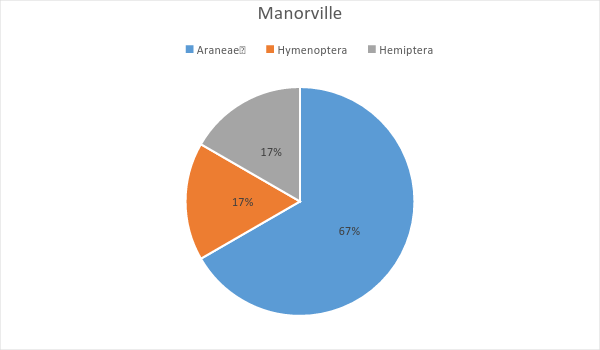 Manorville
Araneae Hymenoptera Hemiptera
17%
17%
67%